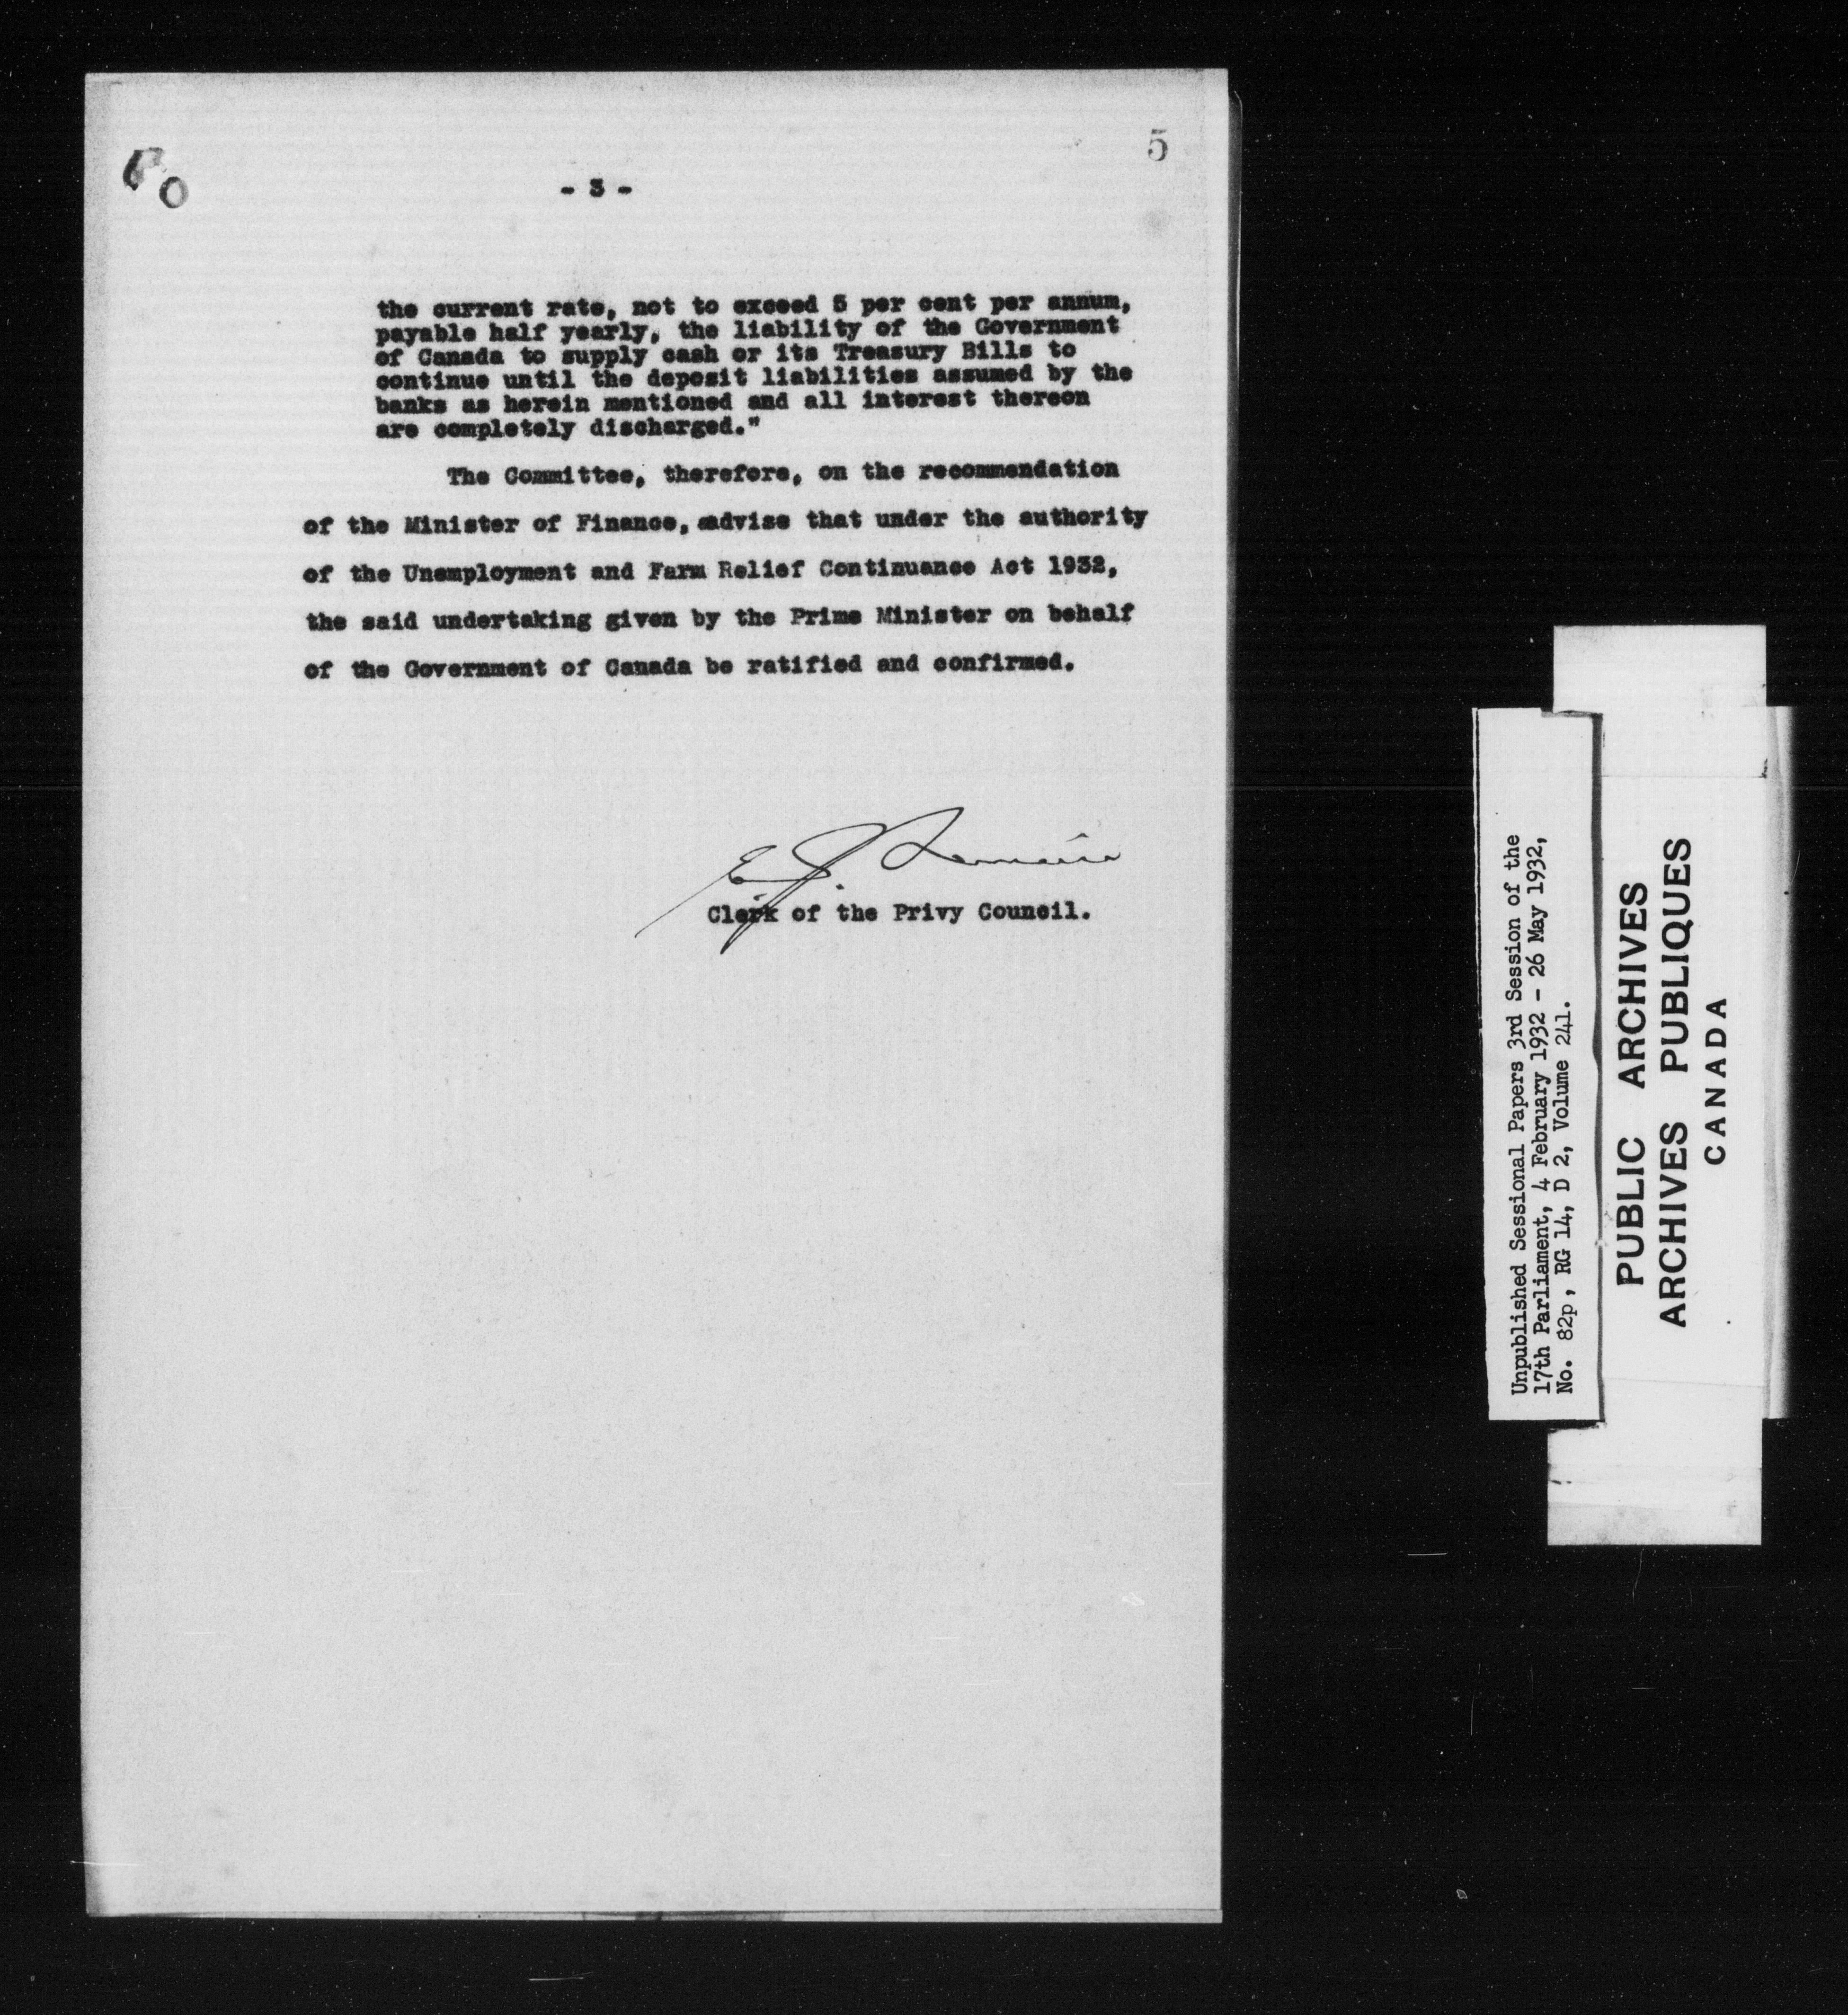 5
- 3 -
the current rate, not to exceed 5 per cent per annum,
payable half yearly, the liability of the Government
of Canada to supply cash or its Treasury Bills to
continue until the deposit liabilities assumed by the
banks as herein mentioned and all interest thereon
are completely discharged."
The Committee, therefore, on the recommendation
of the Minister of Finance, advise that under the authority
of the Unemployment and Farm Relief Continuance Act 1932,
the said undertaking given by the Prime Minister on behalf
of the Government of Canada be ratified and confirmed.
E. J. Lemaire
Clerk of the Privy Council.
Unpublished Sessional Papers 3rd Session of the
17th Parliament, 4 February 1932 - 26 May 1932,
No. 82p, RG 14, D 2, Volume 241.
PUBLIC ARCHIVES
ARCHIVES PUBLIQUES
CANADA